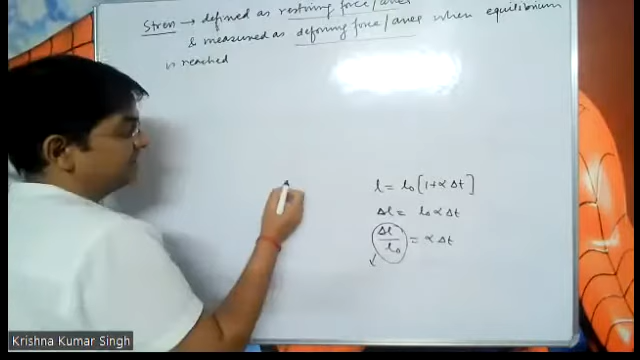 Stress → defined as restoring force/area
& measured as deforming force/area when equilibrium
is reached
l = l₀ [1+α Δt]
Δl = l₀ α Δt
Δl/l₀ = α Δt
Krishna Kumar Singh